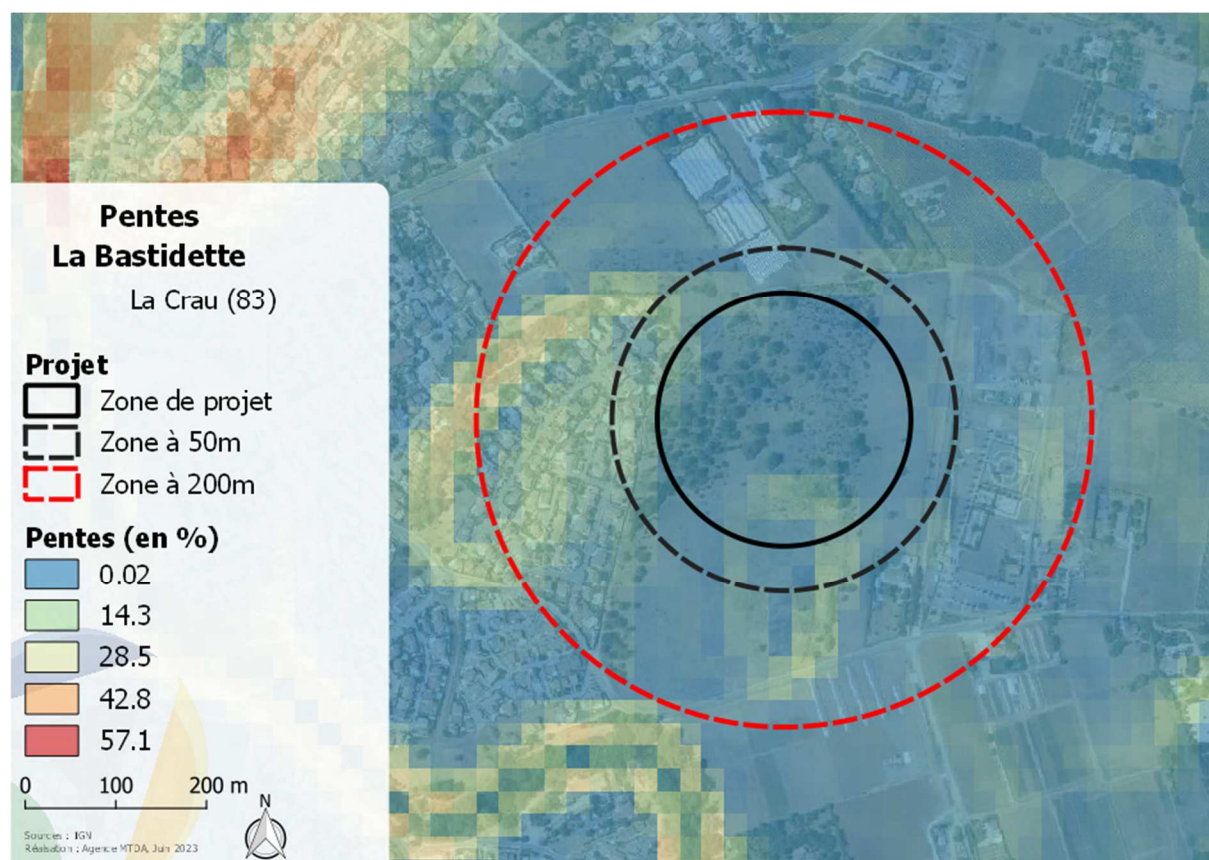 Pentes
La Bastidette
La Crau (83)
Projet
Zone de projet
Zone à 50m
Zone à 200m
Pentes (en %)
0.02
14.3
28.5
42.8
57.1
0 100 200 m
N
Sources : IGN
Réalisation : Agence MTDA, Juin 2023